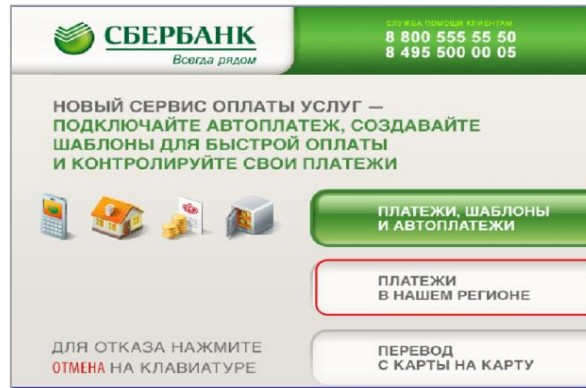 СБЕРБАНК
Всегда рядом
СЛУЖБА ПОМОЩИ КЛИЕНТАМ
8 800 555 55 50
8 495 500 00 05
НОВЫЙ СЕРВИС ОПЛАТЫ УСЛУГ —
ПОДКЛЮЧАЙТЕ АВТОПЛАТЕЖ, СОЗДАВАЙТЕ
ШАБЛОНЫ ДЛЯ БЫСТРОЙ ОПЛАТЫ
И КОНТРОЛИРУЙТЕ СВОИ ПЛАТЕЖИ
ПЛАТЕЖИ, ШАБЛОНЫ
И АВТОПЛАТЕЖИ
ПЛАТЕЖИ
В НАШЕМ РЕГИОНЕ
ДЛЯ ОТКАЗА НАЖМИТЕ
ОТМЕНА НА КЛАВИАТУРЕ
ПЕРЕВОД
С КАРТЫ НА КАРТУ